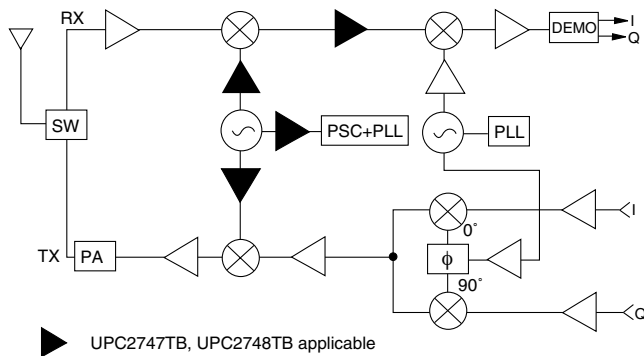 RX
DEMO
I
Q
SW
PSC+PLL
PLL
I
0°
TX
PA
ϕ
90°
Q
UPC2747TB, UPC2748TB applicable